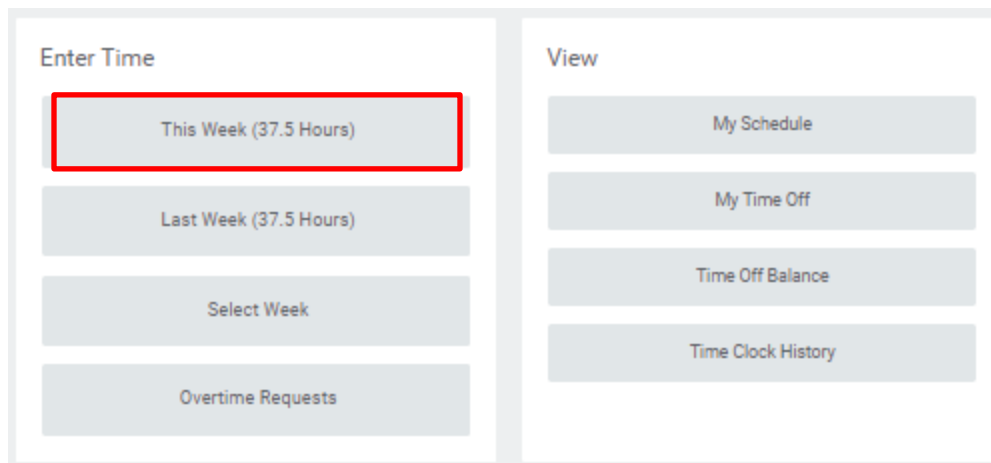 Enter Time
This Week (37.5 Hours)
Last Week (37.5 Hours)
Select Week
Overtime Requests
View
My Schedule
My Time Off
Time Off Balance
Time Clock History